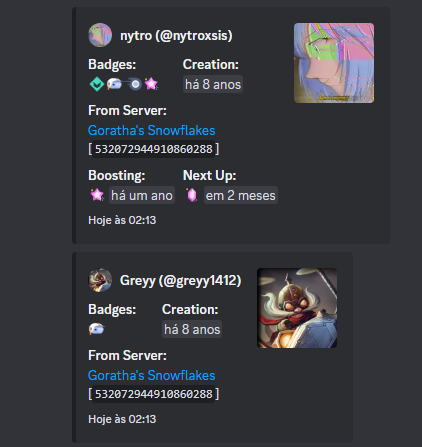 nytro (@nytroxsis)
Badges: Creation:
há 8 anos
From Server:
Goratha's Snowflakes
[532072944910860288]
Boosting: Next Up:
há um ano em 2 meses
Hoje às 02:13
Greyy (@greyy1412)
Badges: Creation:
há 8 anos
From Server:
Goratha's Snowflakes
[532072944910860288]
Hoje às 02:13